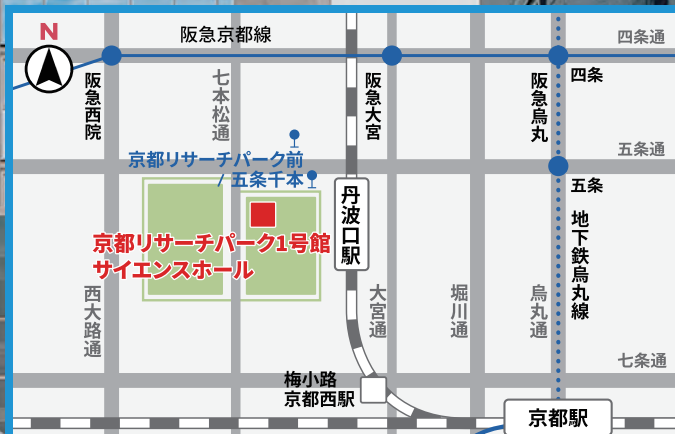 N
阪急京都線
四条通
阪急西院
七本松通
阪急大宮
阪急烏丸
四条
京都リサーチパーク前
/ 五条千本
五条通
五条
丹波口駅
地下鉄烏丸線
京都リサーチパーク1号館
サイエンスホール
西大路通
大宮通
堀川通
烏丸通
七条通
梅小路
京都西駅
京都駅